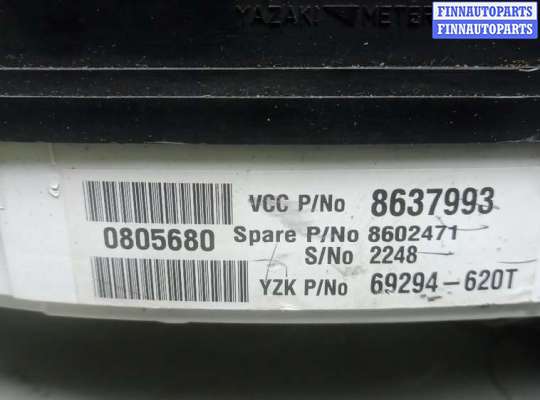 YAZAKI METER
FINNAUTOPARTS
FINNAUTOPARTS
VCC P/No 8637993
0805680 Spare P/No 8602471
S/No 2248
YZK P/No 69294-620T